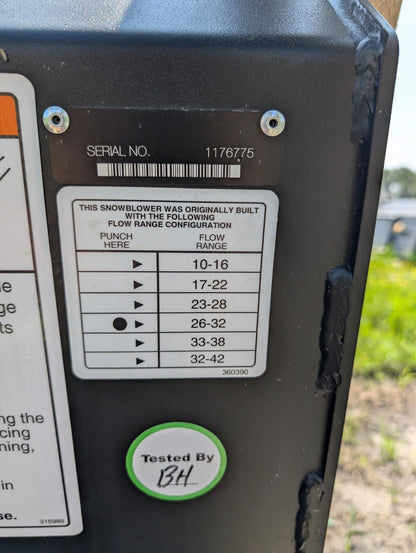 SERIAL NO. 1176775
THIS SNOWBLOWER WAS ORIGINALLY BUILT
WITH THE FOLLOWING
FLOW RANGE CONFIGURATION
PUNCH HERE FLOW RANGE
10-16
17-22
23-28
26-32
33-38
32-42
360390
Tested By
BH
ng the
cing
ning,
in
se.
315989